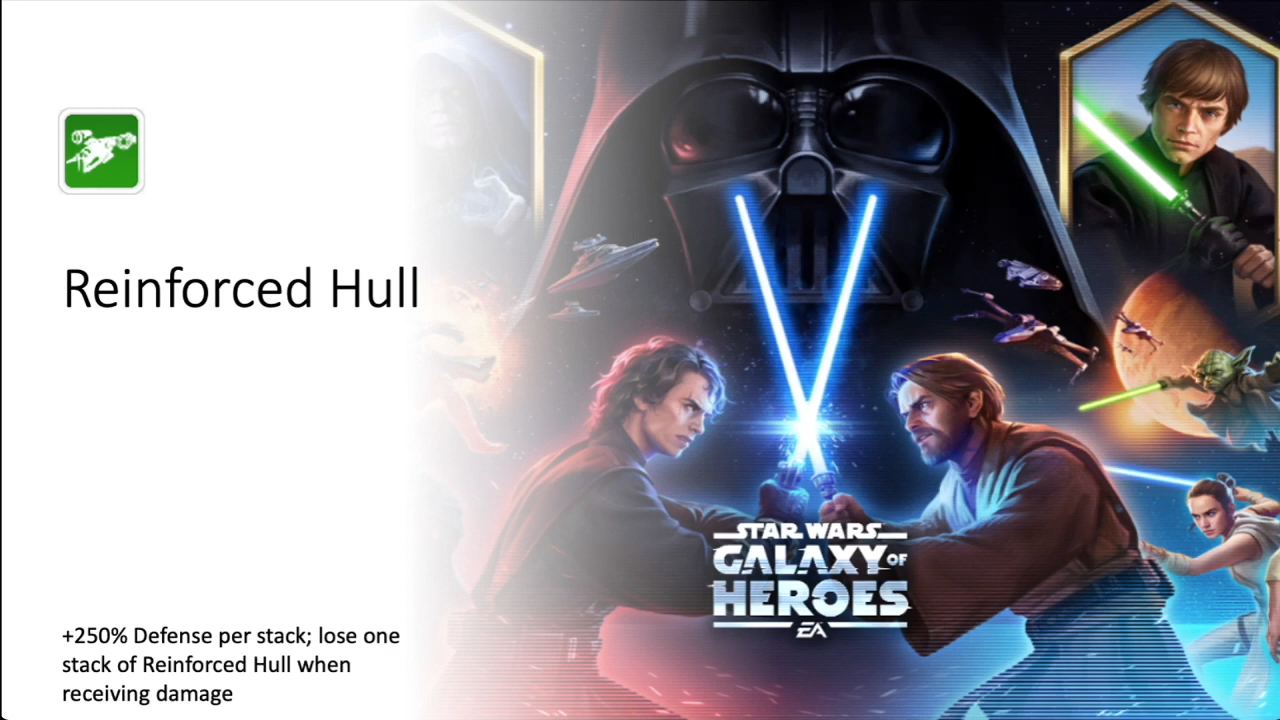 Reinforced Hull
+250% Defense per stack; lose one
stack of Reinforced Hull when
receiving damage
STAR WARS
GALAXY OF
HEROES
EA